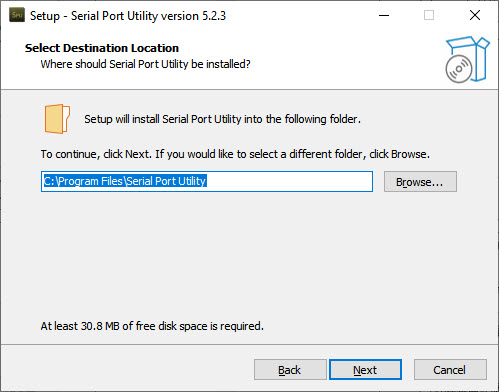 Setup - Serial Port Utility version 5.2.3
Select Destination Location
Where should Serial Port Utility be installed?
Setup will install Serial Port Utility into the following folder.
To continue, click Next. If you would like to select a different folder, click Browse.
C:\Program Files\Serial Port Utility
Browse...
At least 30.8 MB of free disk space is required.
Back
Next
Cancel